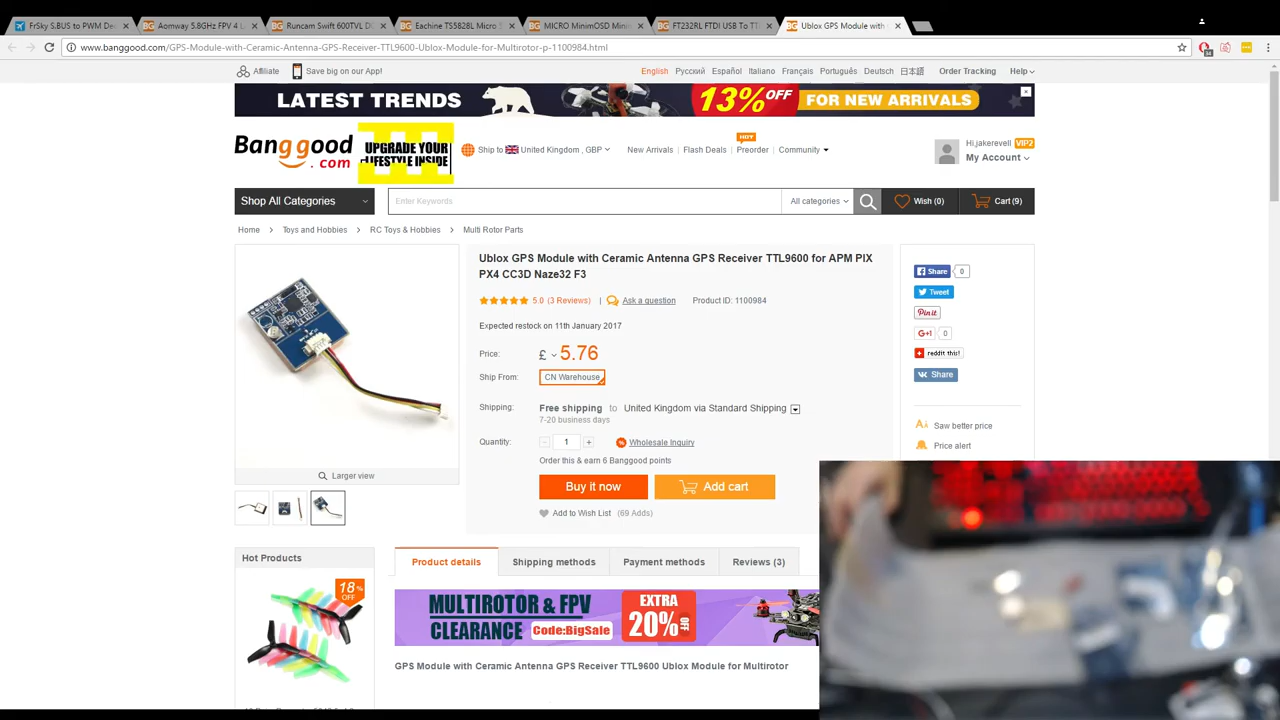 FrSky S.BUS to PWM Dec
Aomway 5.8GHz FPV 4 L
Runcam Swift 600TVL DC
Eachine TS5828L Micro 5
MICRO MinimOSD Minim
FT232RL FTDI USB To TTL
Ublox GPS Module with C
www.banggood.com/GPS-Module-with-Ceramic-Antenna-GPS-Receiver-TTL9600-Ublox-Module-for-Multirotor-p-1100984.html
Affiliate Save big on our App! English Русский Español Italiano Français Português Deutsch 日本語 Order Tracking Help
LATEST TRENDS 13% OFF FOR NEW ARRIVALS
Banggood.com
UPGRADE YOUR
LIFESTYLE INSIDE
Ship to United Kingdom , GBP
New Arrivals Flash Deals HOT Preorder Community
Hi,jakerevell VIP2
My Account
Shop All Categories Enter Keywords All categories Wish (0) Cart (9)
Home > Toys and Hobbies > RC Toys & Hobbies > Multi Rotor Parts
Ublox GPS Module with Ceramic Antenna GPS Receiver TTL9600 for APM PIX
PX4 CC3D Naze32 F3
5.0 (3 Reviews) | Ask a question Product ID: 1100984
Expected restock on 11th January 2017
Price: £ 5.76
Ship From: CN Warehouse
Shipping: Free shipping to United Kingdom via Standard Shipping
7-20 business days
Quantity: - 1 + Wholesale Inquiry
Order this & earn 6 Banggood points
Buy it now Add cart
Add to Wish List (69 Adds)
Larger view
Share 0
Tweet
Pin it
G+1 0
reddit this!
Share
Saw better price
Price alert
Hot Products
18% OFF
Product details Shipping methods Payment methods Reviews (3)
MULTIROTOR & FPV
CLEARANCE Code:BigSale
EXTRA
20% OFF
GPS Module with Ceramic Antenna GPS Receiver TTL9600 Ublox Module for Multirotor